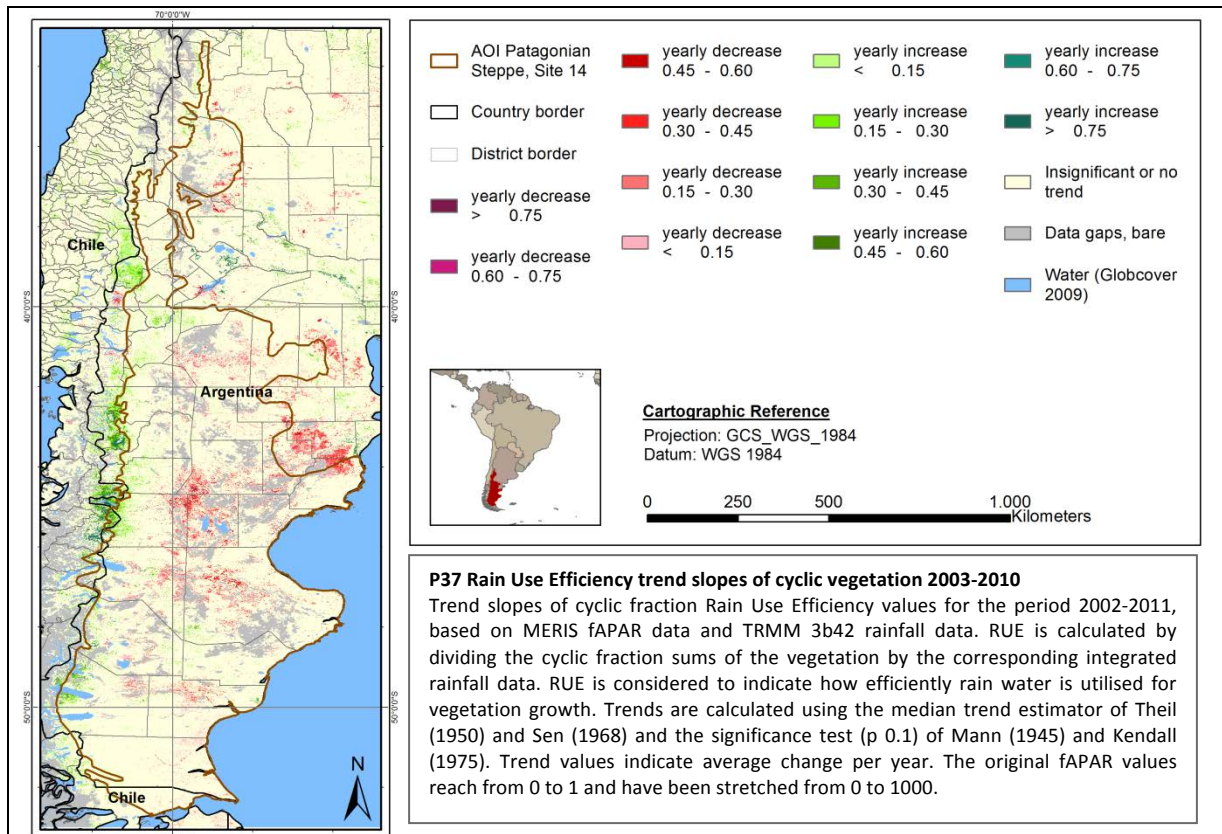 70°0'0"W
40°0'0"S
50°0'0"S
Chile
Argentina
Chile
N
40°0'0"S
50°0'0"S
AOI Patagonian
Steppe, Site 14
Country border
District border
yearly decrease
> 0.75
yearly decrease
0.60 - 0.75
yearly decrease
0.45 - 0.60
yearly decrease
0.30 - 0.45
yearly decrease
0.15 - 0.30
yearly decrease
< 0.15
yearly increase
< 0.15
yearly increase
0.15 - 0.30
yearly increase
0.30 - 0.45
yearly increase
0.45 - 0.60
yearly increase
0.60 - 0.75
yearly increase
> 0.75
Insignificant or no
trend
Data gaps, bare
Water (Globcover
2009)
Cartographic Reference
Projection: GCS_WGS_1984
Datum: WGS 1984
0 250 500 1.000
Kilometers
P37 Rain Use Efficiency trend slopes of cyclic vegetation 2003-2010
Trend slopes of cyclic fraction Rain Use Efficiency values for the period 2002-2011,
based on MERIS fAPAR data and TRMM 3b42 rainfall data. RUE is calculated by
dividing the cyclic fraction sums of the vegetation by the corresponding integrated
rainfall data. RUE is considered to indicate how efficiently rain water is utilised for
vegetation growth. Trends are calculated using the median trend estimator of Theil
(1950) and Sen (1968) and the significance test (p 0.1) of Mann (1945) and Kendall
(1975). Trend values indicate average change per year. The original fAPAR values
reach from 0 to 1 and have been stretched from 0 to 1000.